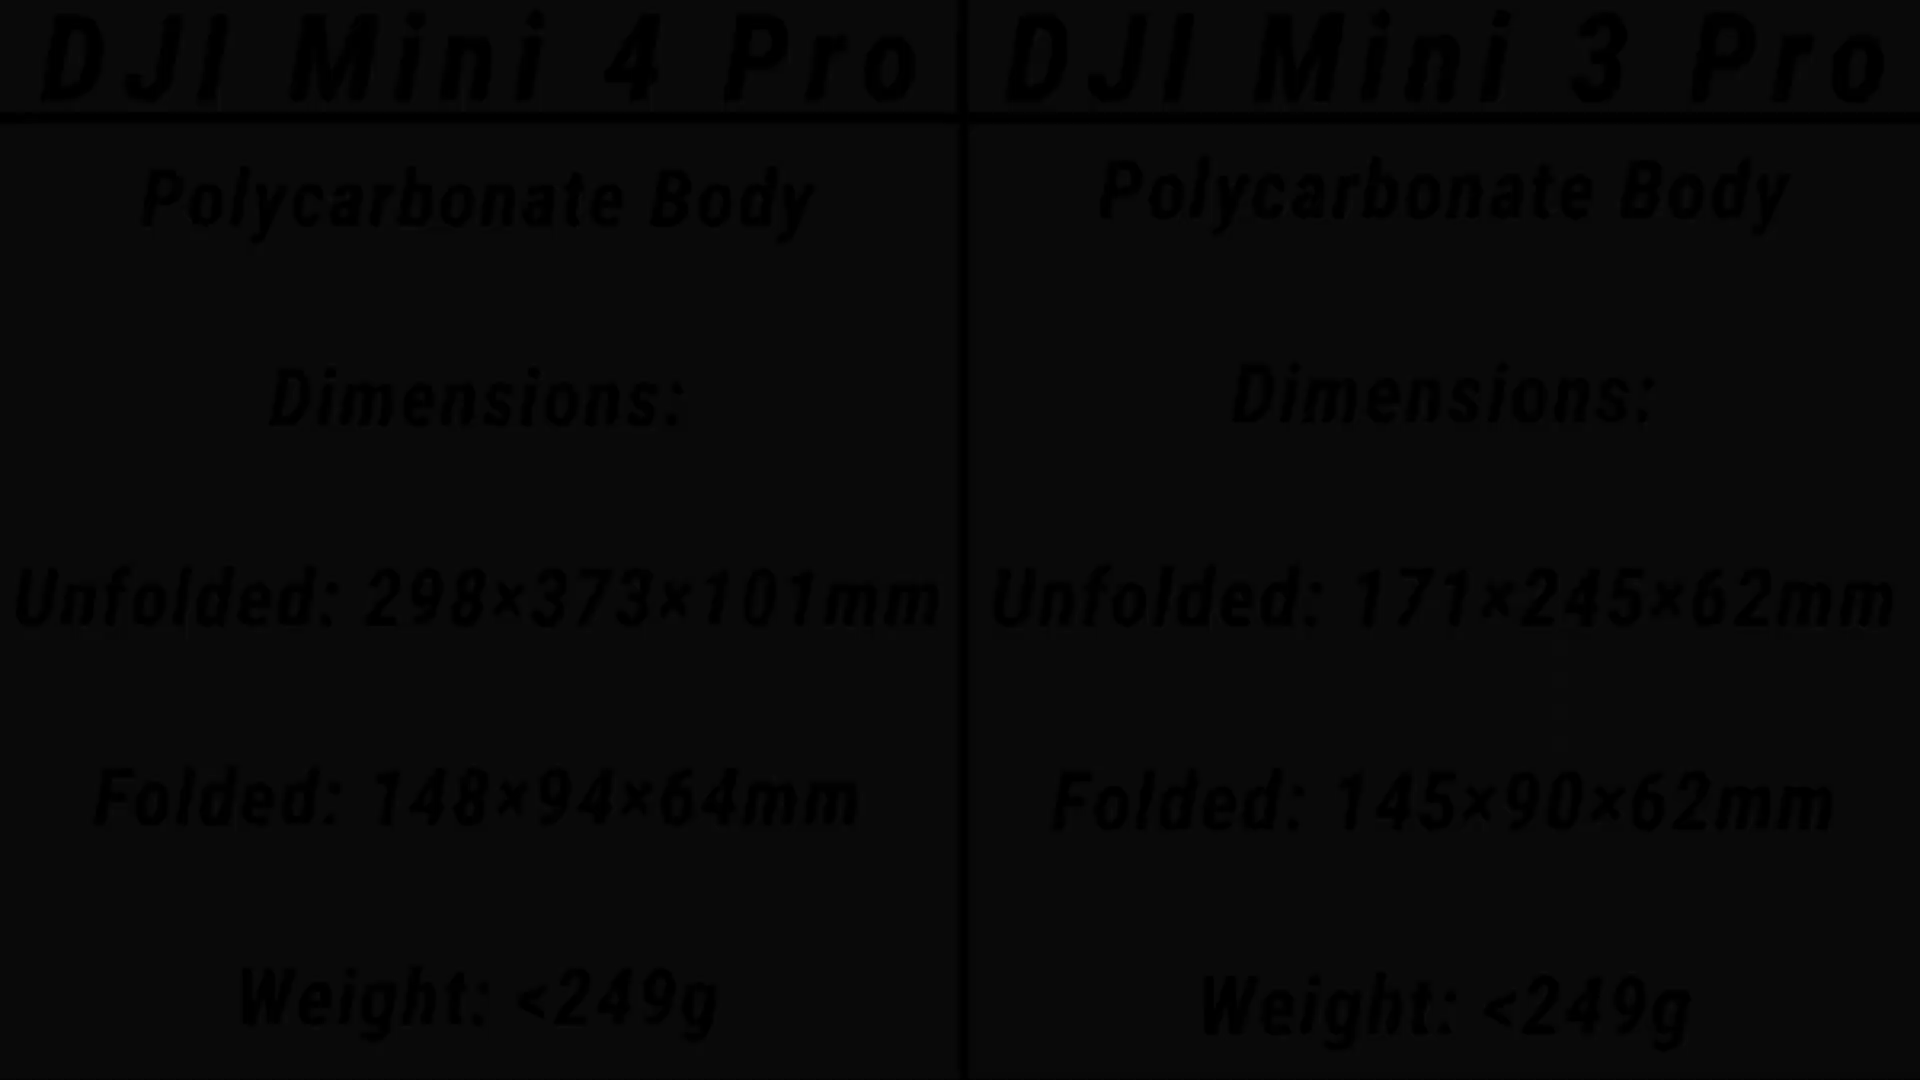 DJI Mini 4 Pro
Polycarbonate Body
Dimensions:
Unfolded: 298×373×101mm
Folded: 148×94×64mm
Weight: <249g
DJI Mini 3 Pro
Polycarbonate Body
Dimensions:
Unfolded: 171×245×62mm
Folded: 145×90×62mm
Weight: <249g